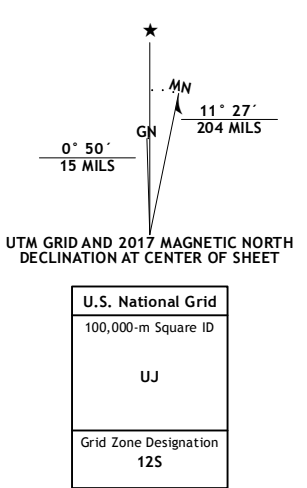 ★
MN
GN
11° 27´
204 MILS
0° 50´
15 MILS
UTM GRID AND 2017 MAGNETIC NORTH
DECLINATION AT CENTER OF SHEET
U.S. National Grid
100,000-m Square ID
UJ
Grid Zone Designation
12S